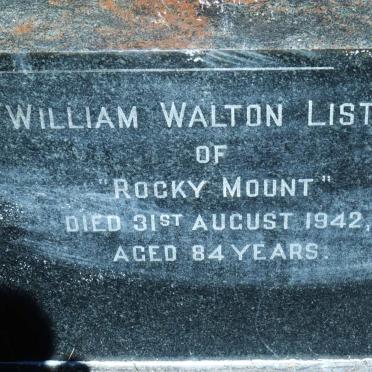 WILLIAM WALTON LIST
OF
"ROCKY MOUNT"
DIED 31ST AUGUST 1942,
AGED 84 YEARS.